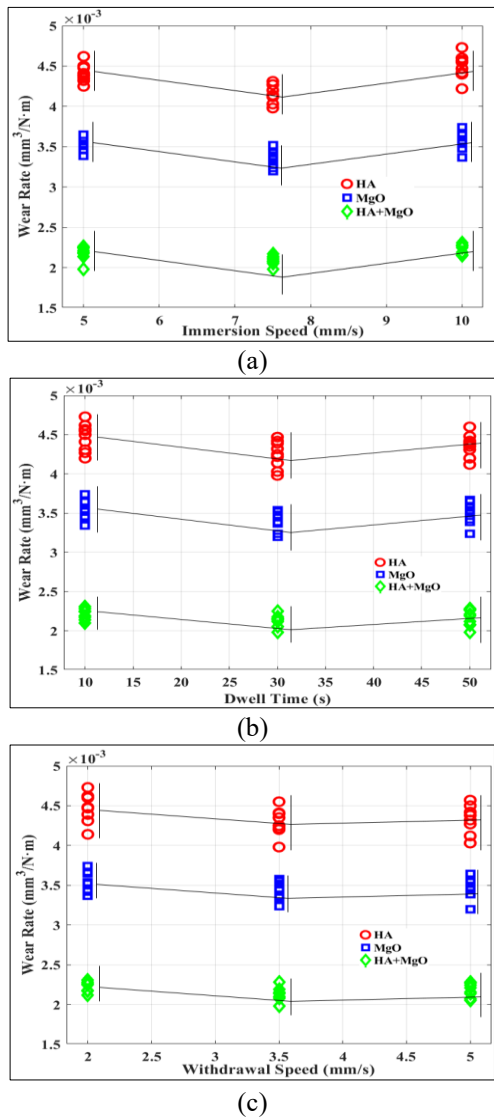 ×10⁻³
5
4.5
4
3.5
3
2.5
2
1.5
Wear Rate (mm³/N·m)
HA
MgO
HA+MgO
5 6 7 8 9 10
Immersion Speed (mm/s)
(a)
×10⁻³
5
4.5
4
3.5
3
2.5
2
1.5
Wear Rate (mm³/N·m)
HA
MgO
HA+MgO
10 15 20 25 30 35 40 45 50
Dwell Time (s)
(b)
×10⁻³
5
4.5
4
3.5
3
2.5
2
1.5
Wear Rate (mm³/N·m)
HA
MgO
HA+MgO
2 2.5 3 3.5 4 4.5 5
Withdrawal Speed (mm/s)
(c)